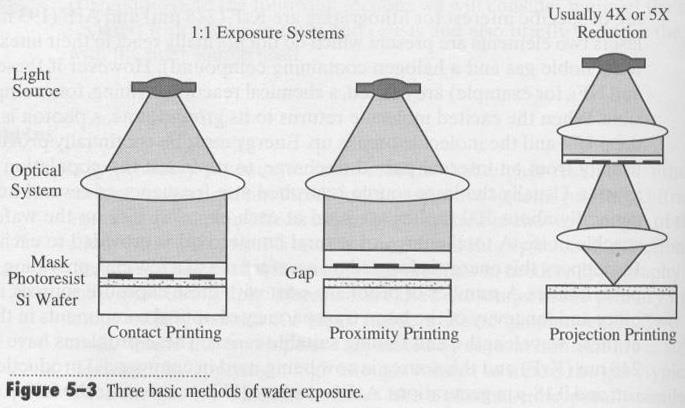 1:1 Exposure Systems
Usually 4X or 5X
Reduction
Light
Source
Optical
System
Mask
Photoresist
Si Wafer
Gap
Contact Printing
Proximity Printing
Projection Printing
Figure 5–3 Three basic methods of wafer exposure.